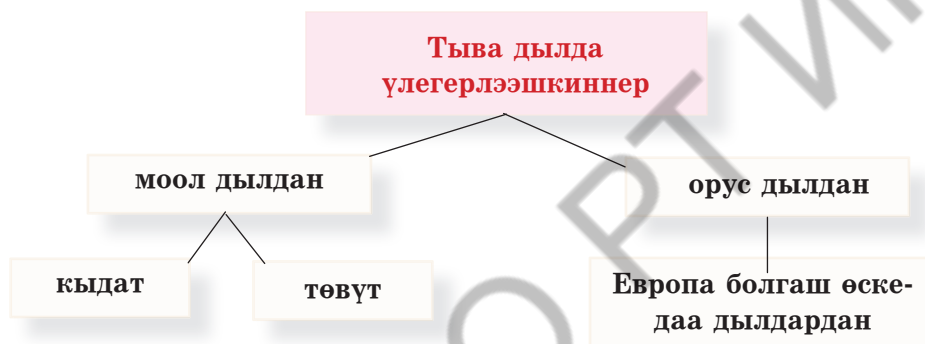 Тыва дылда
үлегерлээшкиннер
моол дылдан
орус дылдан
кыдат
төвүт
Европа болгаш өске-
даа дылдардан